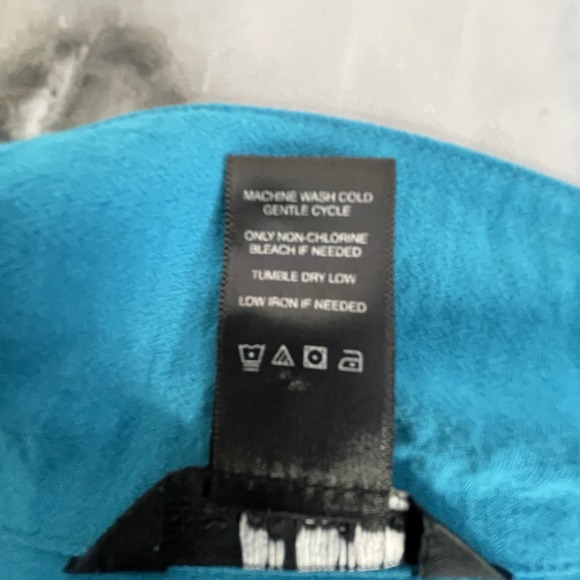 MACHINE WASH COLD
GENTLE CYCLE
ONLY NON-CHLORINE
BLEACH IF NEEDED
TUMBLE DRY LOW
LOW IRON IF NEEDED